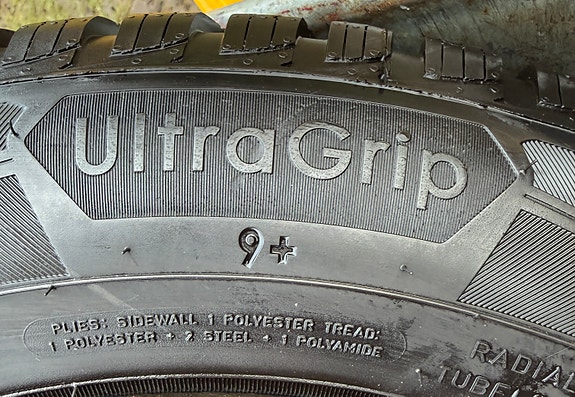 UltraGrip
9+
PLIES: SIDEWALL 1 POLYESTER TREAD:
1 POLYESTER + 2 STEEL + 1 POLYAMIDE
RADIAL